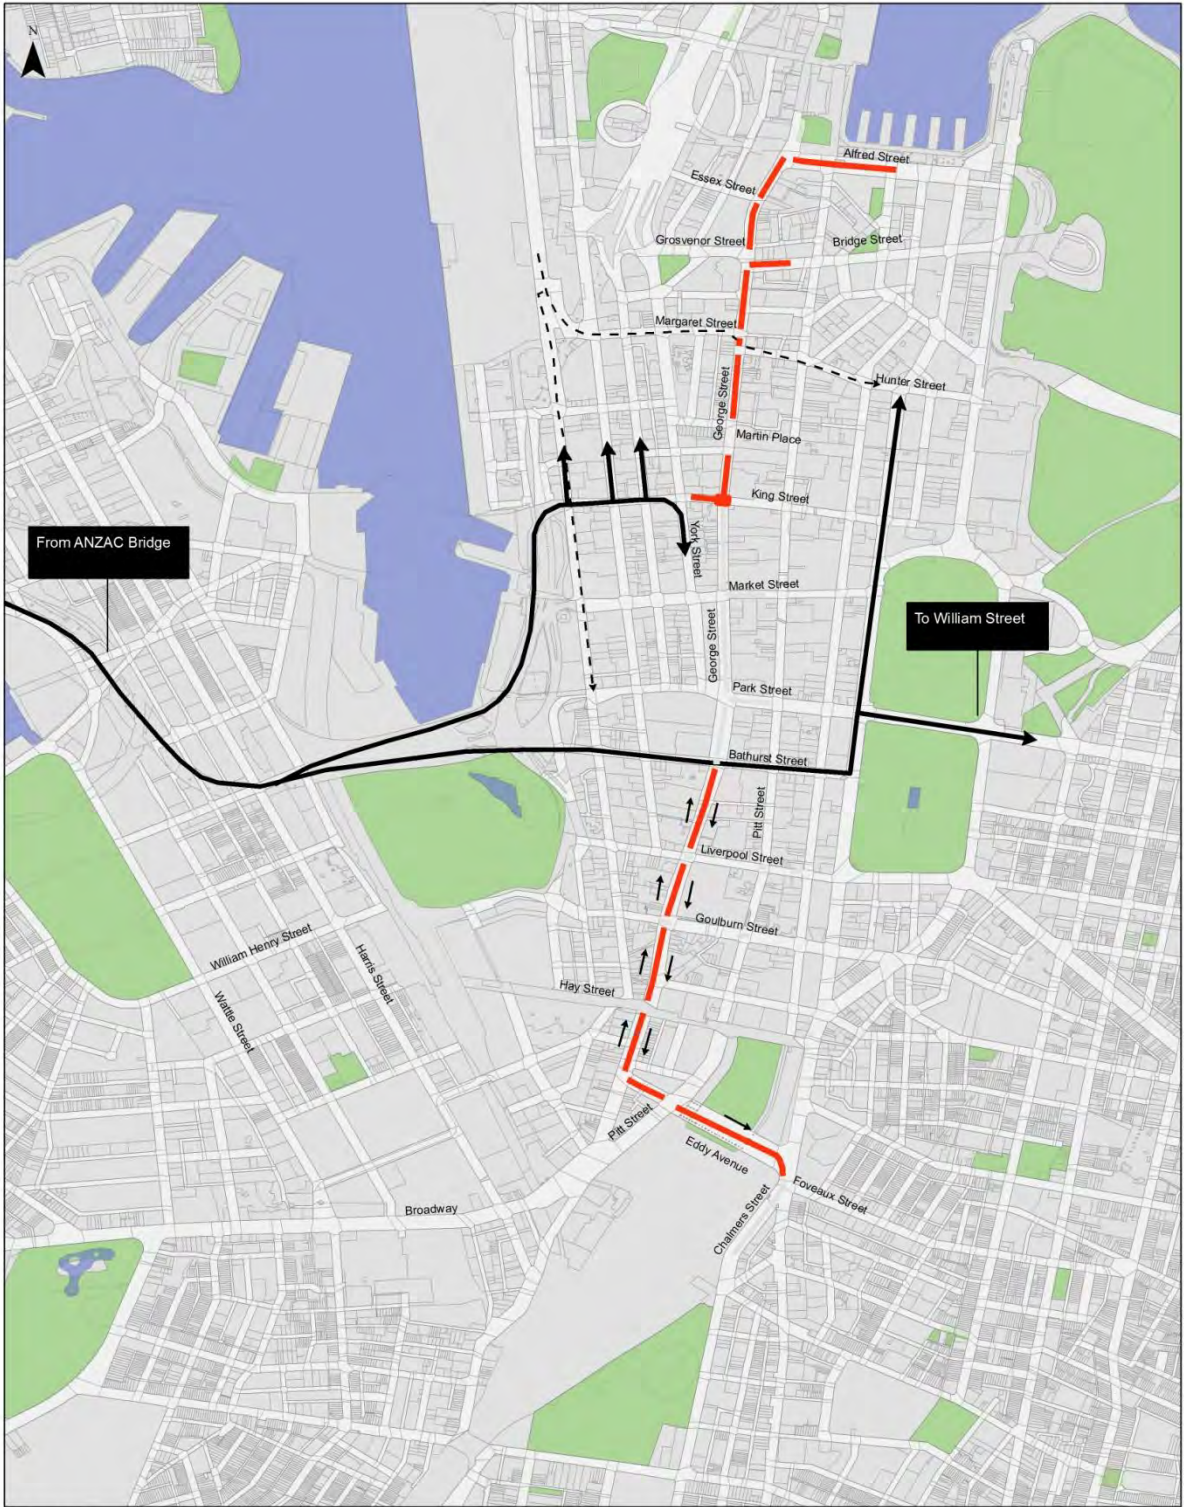 N
Alfred Street
Essex Street
Grosvenor Street
Bridge Street
Margaret Street
Hunter Street
George Street
Martin Place
King Street
York Street
From ANZAC Bridge
Market Street
To William Street
George Street
Park Street
Bathurst Street
Pitt Street
Liverpool Street
Goulburn Street
William Henry Street
Harris Street
Hay Street
Wattle Street
Pitt Street
Eddy Avenue
Foveaux Street
Chalmers Street
Broadway